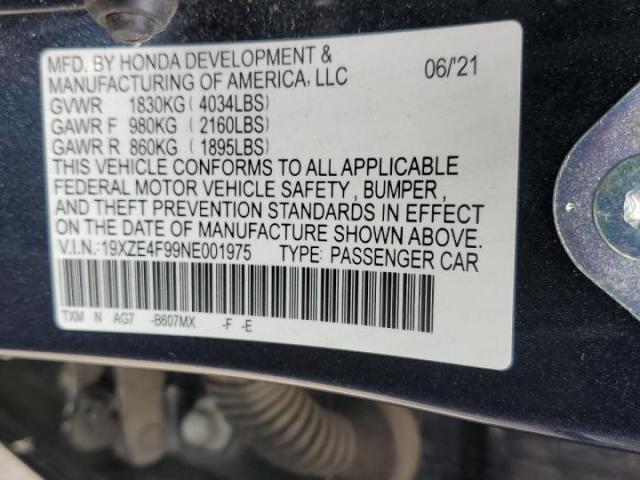 MFD. BY HONDA DEVELOPMENT &
MANUFACTURING OF AMERICA, LLC 06/'21
GVWR 1830KG (4034LBS)
GAWR F 980KG (2160LBS)
GAWR R 860KG (1895LBS)
THIS VEHICLE CONFORMS TO ALL APPLICABLE
FEDERAL MOTOR VEHICLE SAFETY, BUMPER,
AND THEFT PREVENTION STANDARDS IN EFFECT
ON THE DATE OF MANUFACTURE SHOWN ABOVE.
V.I.N.:19XZE4F99NE001975 TYPE: PASSENGER CAR
TXM N AG7 -B607MX -F -E